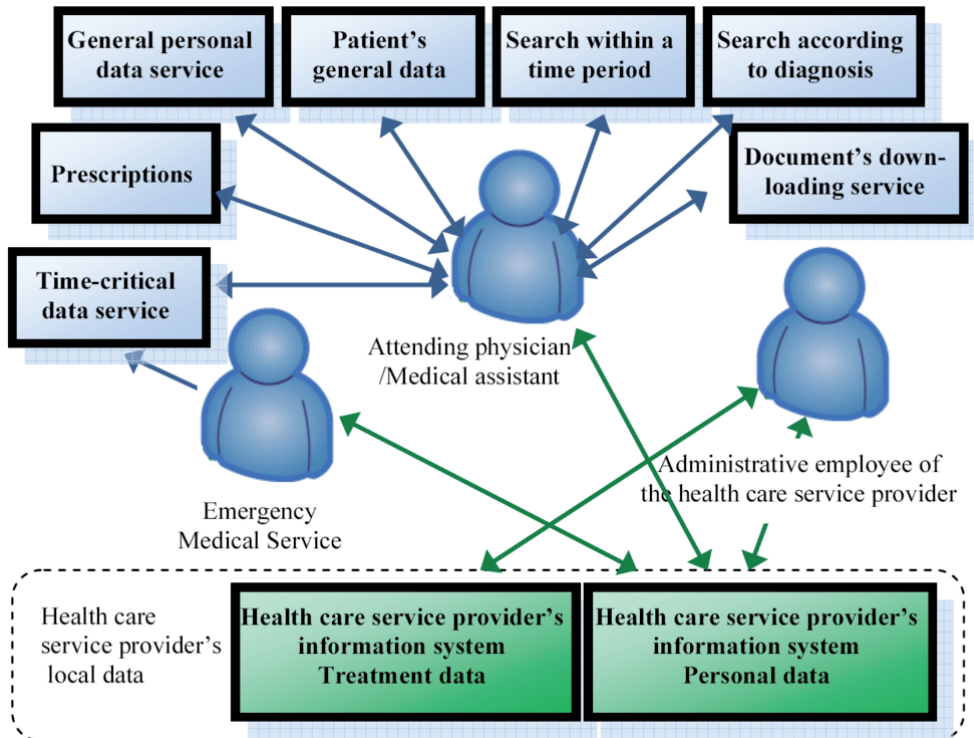 General personal
data service
Patient's
general data
Search within a
time period
Search according
to diagnosis
Prescriptions
Document's down-
loading service
Time-critical
data service
Attending physician
/Medical assistant
Administrative employee of
the health care service provider
Emergency
Medical Service
Health care
service provider's
local data
Health care service provider's
information system
Treatment data
Health care service provider's
information system
Personal data